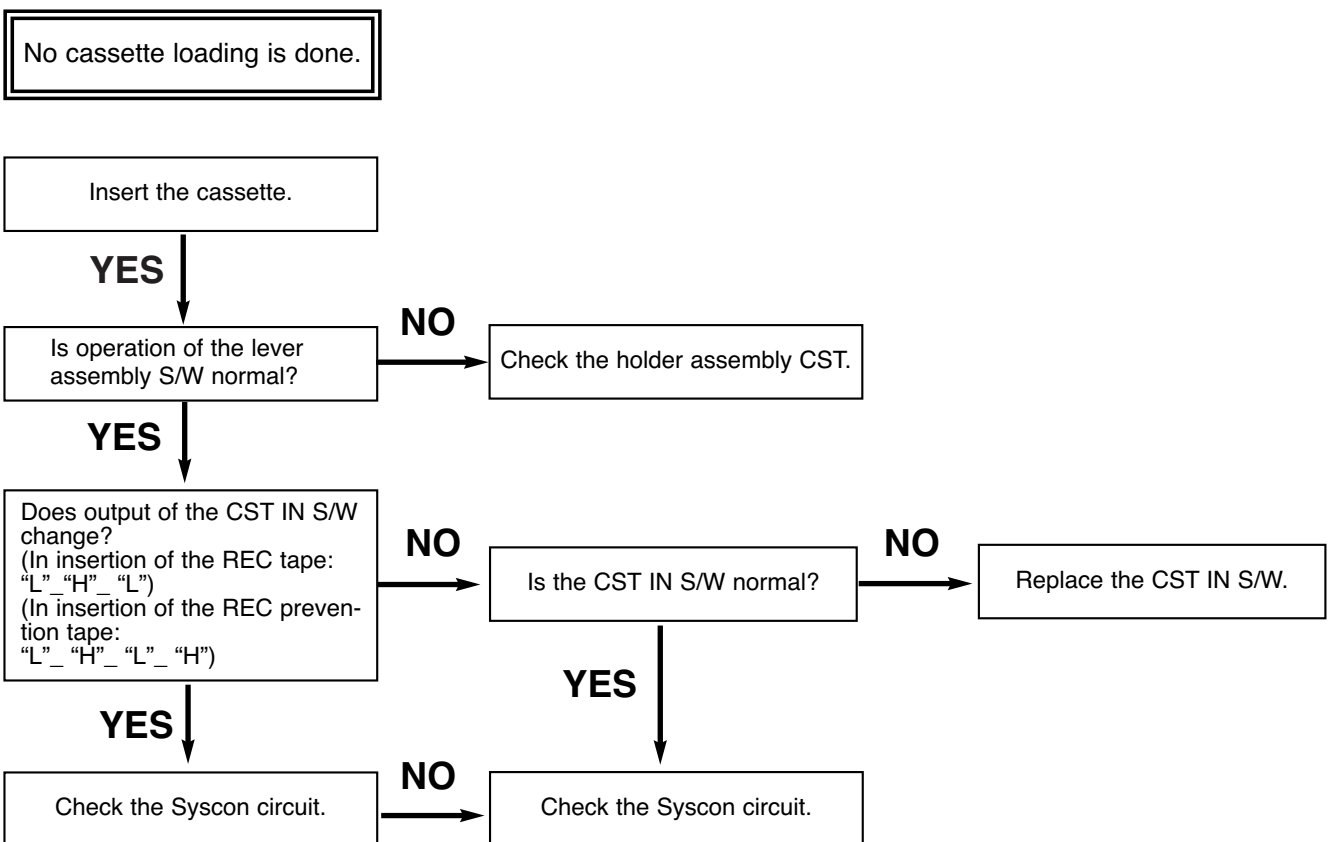 No cassette loading is done.
Insert the cassette.
YES
NO
Is operation of the lever
assembly S/W normal?
Check the holder assembly CST.
YES
Does output of the CST IN S/W
change?
(In insertion of the REC tape:
“L”_“H”_ “L”)
(In insertion of the REC preven-
tion tape:
“L”_ “H”_ “L”_ “H”)
NO
Is the CST IN S/W normal?
NO
Replace the CST IN S/W.
YES
YES
Check the Syscon circuit.
NO
Check the Syscon circuit.